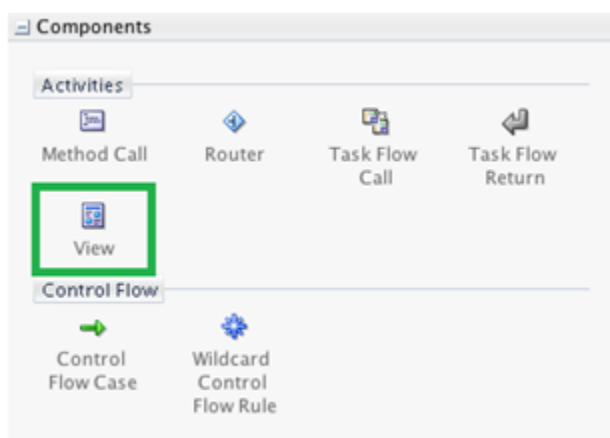 Components
Activities
Method Call
Router
Task Flow
Call
Task Flow
Return
View
Control Flow
Control
Flow Case
Wildcard
Control
Flow Rule